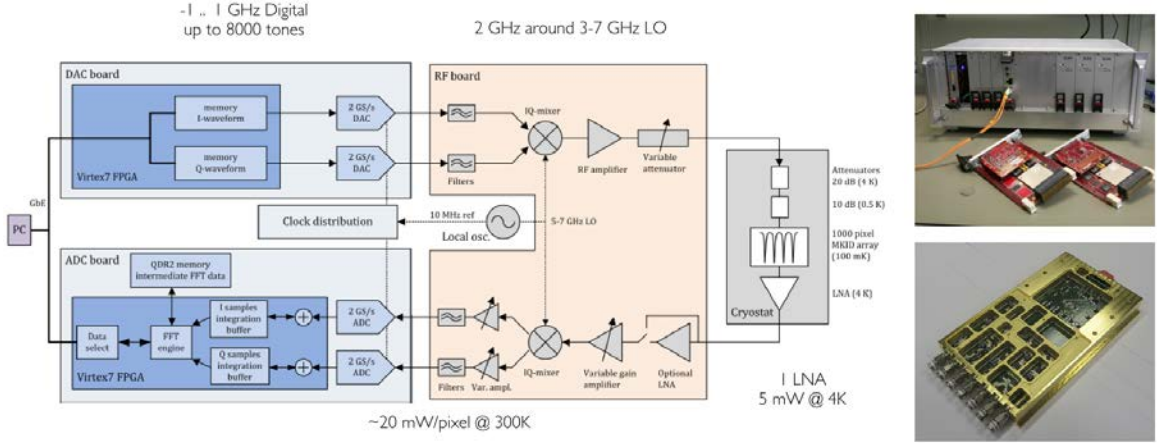 -1 .. 1 GHz Digital
up to 8000 tones
2 GHz around 3-7 GHz LO
DAC board
memory
I-waveform
2 GS/s
DAC
memory
Q-waveform
2 GS/s
DAC
Virtex7 FPGA
RF board
IQ-mixer
Filters
RF amplifier
Variable
attenuator
GbE
PC
Clock distribution
10 MHz ref
Local osc.
5-7 GHz LO
Attenuators
20 dB (4 K)
10 dB (0.5 K)
1000 pixel
MKID array
(100 mK)
LNA (4 K)
Cryostat
ADC board
QDR2 memory
intermediate FFT data
I samples
integration
buffer
2 GS/s
ADC
Data
select
FFT
engine
Q samples
integration
buffer
2 GS/s
ADC
Virtex7 FPGA
Filters
Var. ampl.
IQ-mixer
Variable gain
amplifier
Optional
LNA
1 LNA
5 mW @ 4K
~20 mW/pixel @ 300K